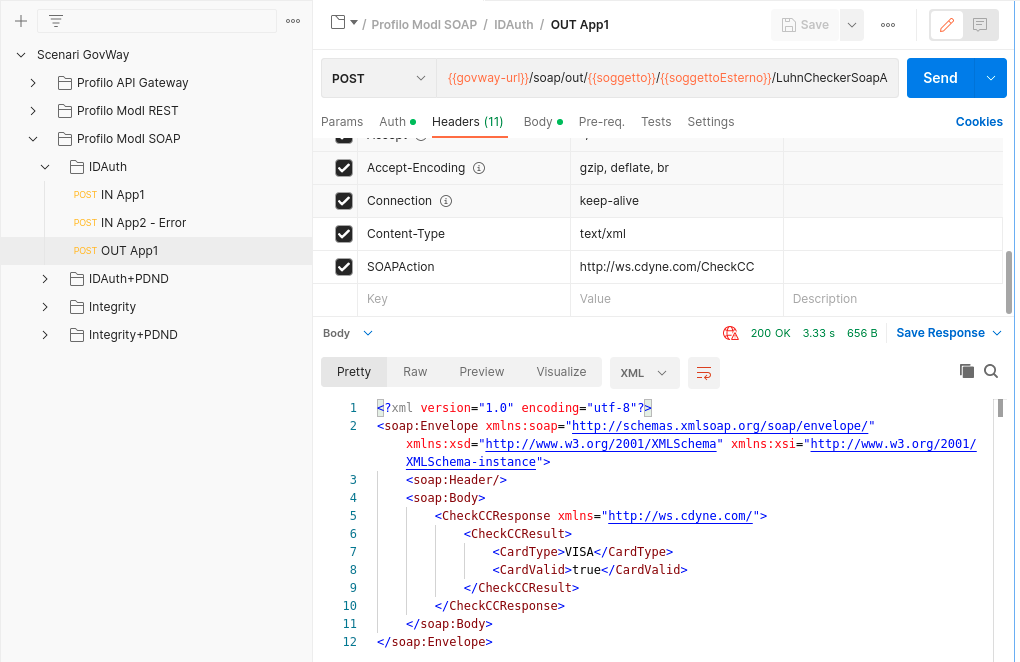 Scenari GovWay
Profilo API Gateway
Profilo ModI REST
Profilo ModI SOAP
IDAuth
POST IN App1
POST IN App2 - Error
POST OUT App1
IDAuth+PDND
Integrity
Integrity+PDND
/ Profilo ModI SOAP / IDAuth / OUT App1
Save
POST
{{govway-url}}/soap/out/{{soggetto}}/{{soggettoEsterno}}/LuhnCheckerSoapA
Send
Params Auth Headers (11) Body Pre-req. Tests Settings Cookies
Accept-Encoding gzip, deflate, br
Connection keep-alive
Content-Type text/xml
SOAPAction http://ws.cdyne.com/CheckCC
Key Value Description
Body 200 OK 3.33 s 656 B Save Response
Pretty Raw Preview Visualize XML
1 <?xml version="1.0" encoding="utf-8"?>
2 <soap:Envelope xmlns:soap="http://schemas.xmlsoap.org/soap/envelope/"
xmlns:xsd="http://www.w3.org/2001/XMLSchema" xmlns:xsi="http://www.w3.org/2001/
XMLSchema-instance">
3 <soap:Header/>
4 <soap:Body>
5 <CheckCCResponse xmlns="http://ws.cdyne.com/">
6 <CheckCCResult>
7 <CardType>VISA</CardType>
8 <CardValid>true</CardValid>
9 </CheckCCResult>
10 </CheckCCResponse>
11 </soap:Body>
12 </soap:Envelope>